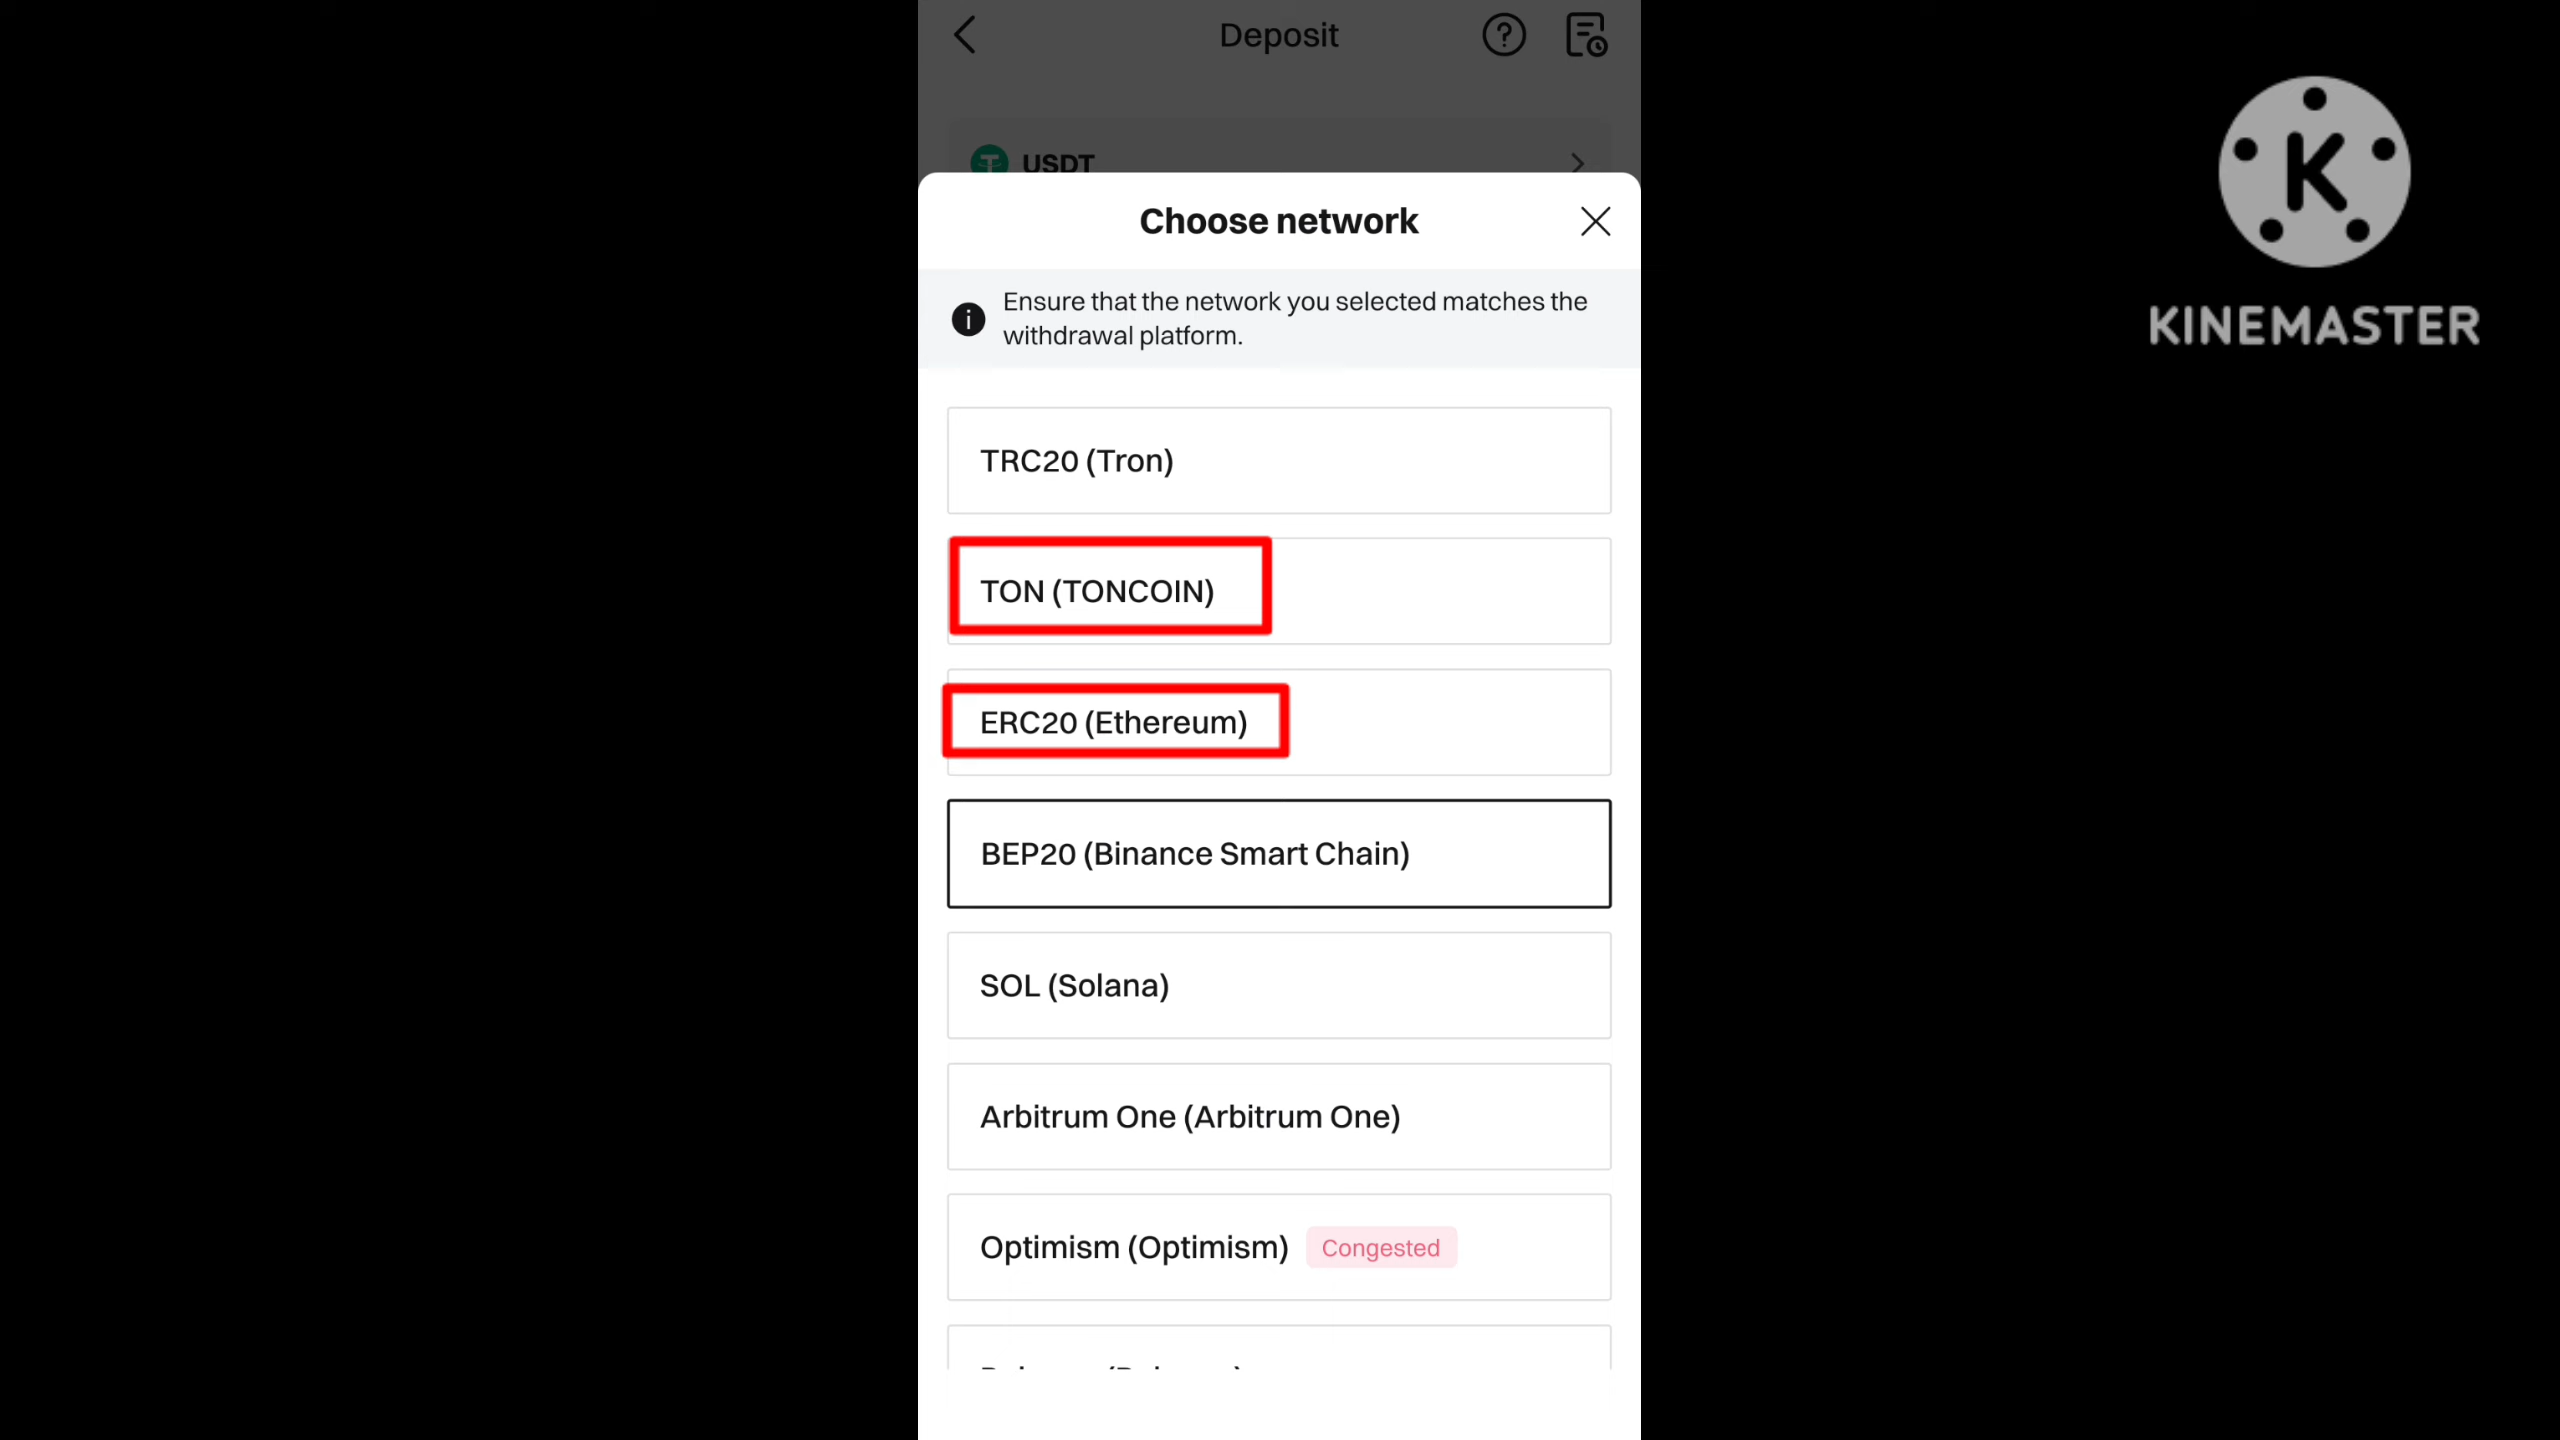 Deposit
USDT
Choose network
Ensure that the network you selected matches the
withdrawal platform.
TRC20 (Tron)
TON (TONCOIN)
ERC20 (Ethereum)
BEP20 (Binance Smart Chain)
SOL (Solana)
Arbitrum One (Arbitrum One)
Optimism (Optimism) Congested
K
KINEMASTER